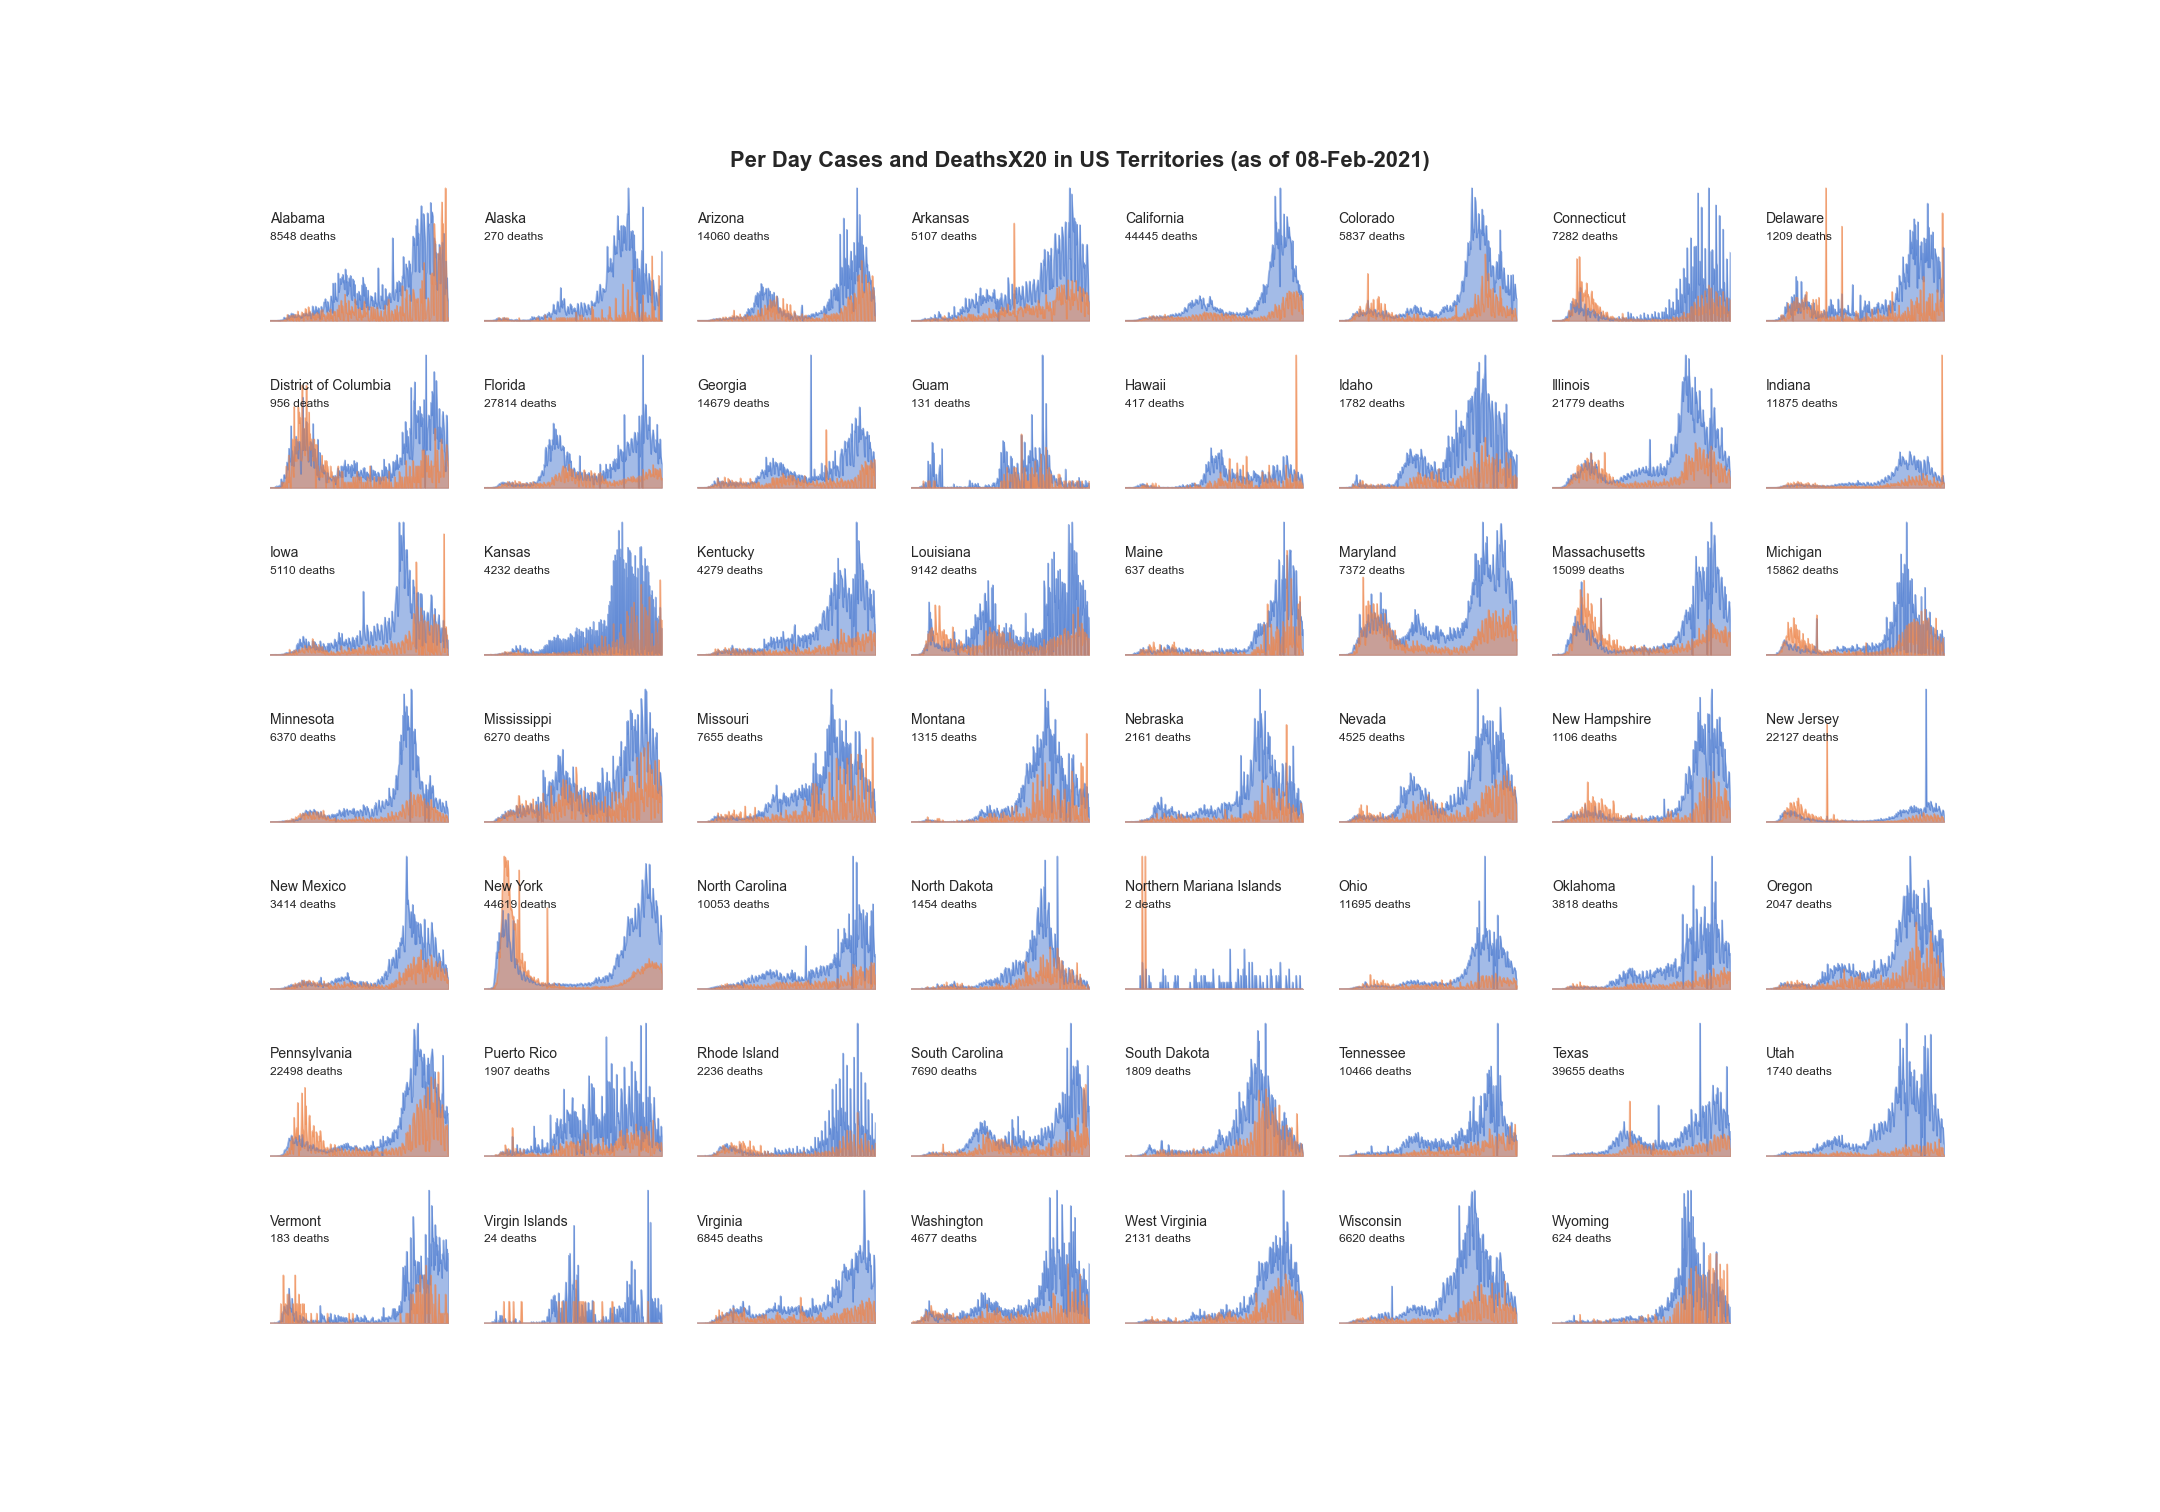 Per Day Cases and DeathsX20 in US Territories (as of 08-Feb-2021)
Alabama
8548 deaths
Alaska
270 deaths
Arizona
14060 deaths
Arkansas
5107 deaths
California
44445 deaths
Colorado
5837 deaths
Connecticut
7282 deaths
Delaware
1209 deaths
District of Columbia
956 deaths
Florida
27814 deaths
Georgia
14679 deaths
Guam
131 deaths
Hawaii
417 deaths
Idaho
1782 deaths
Illinois
21779 deaths
Indiana
11875 deaths
Iowa
5110 deaths
Kansas
4232 deaths
Kentucky
4279 deaths
Louisiana
9142 deaths
Maine
637 deaths
Maryland
7372 deaths
Massachusetts
15099 deaths
Michigan
15862 deaths
Minnesota
6370 deaths
Mississippi
6270 deaths
Missouri
7655 deaths
Montana
1315 deaths
Nebraska
2161 deaths
Nevada
4525 deaths
New Hampshire
1106 deaths
New Jersey
22127 deaths
New Mexico
3414 deaths
New York
44619 deaths
North Carolina
10053 deaths
North Dakota
1454 deaths
Northern Mariana Islands
2 deaths
Ohio
11695 deaths
Oklahoma
3818 deaths
Oregon
2047 deaths
Pennsylvania
22498 deaths
Puerto Rico
1907 deaths
Rhode Island
2236 deaths
South Carolina
7690 deaths
South Dakota
1809 deaths
Tennessee
10466 deaths
Texas
39655 deaths
Utah
1740 deaths
Vermont
183 deaths
Virgin Islands
24 deaths
Virginia
6845 deaths
Washington
4677 deaths
West Virginia
2131 deaths
Wisconsin
6620 deaths
Wyoming
624 deaths